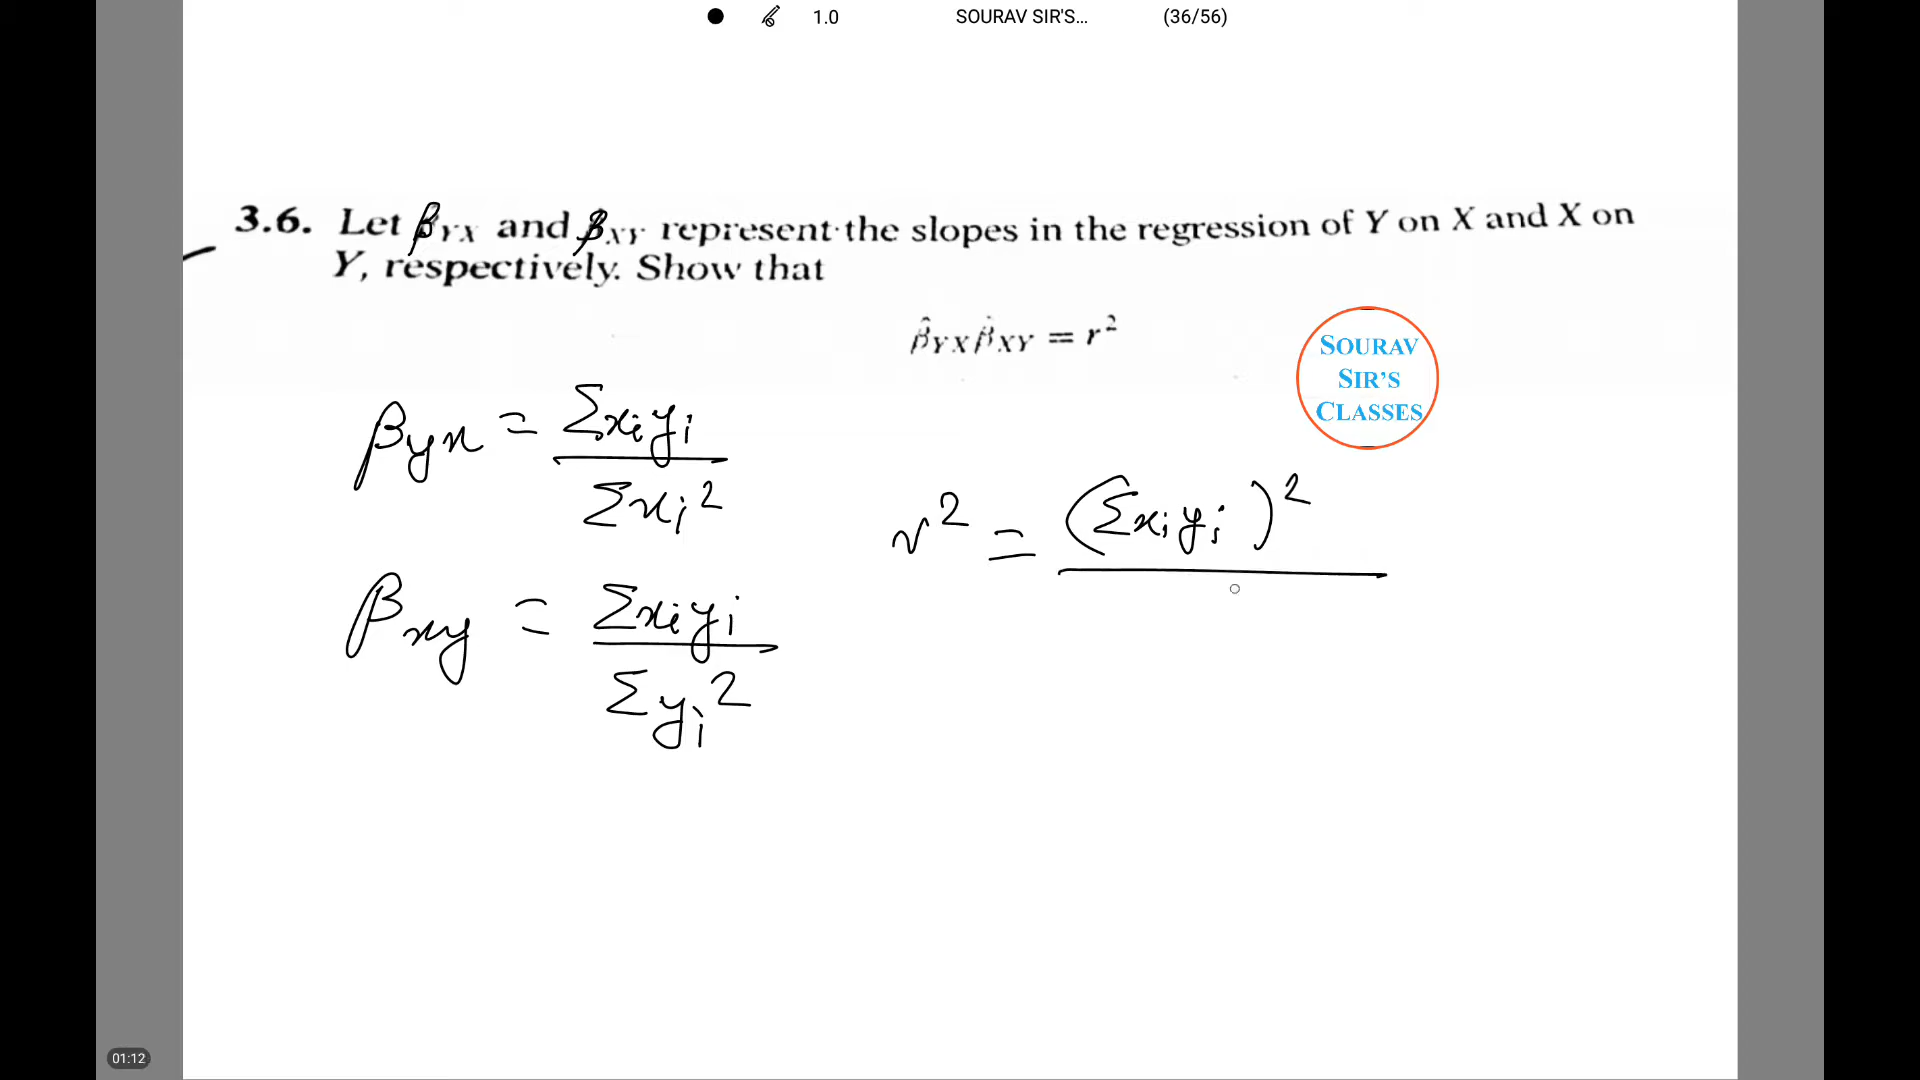 1.0 SOURAV SIR'S... (36/56)
3.6. Let βYX and βXY represent the slopes in the regression of Y on X and X on
Y, respectively. Show that
β̂YX β̂XY = r²
SOURAV
SIR'S
CLASSES
βyx = Σxᵢyᵢ / Σxᵢ²
r² = (Σxᵢyᵢ)²
βxy = Σxᵢyᵢ / Σyᵢ²
01:12